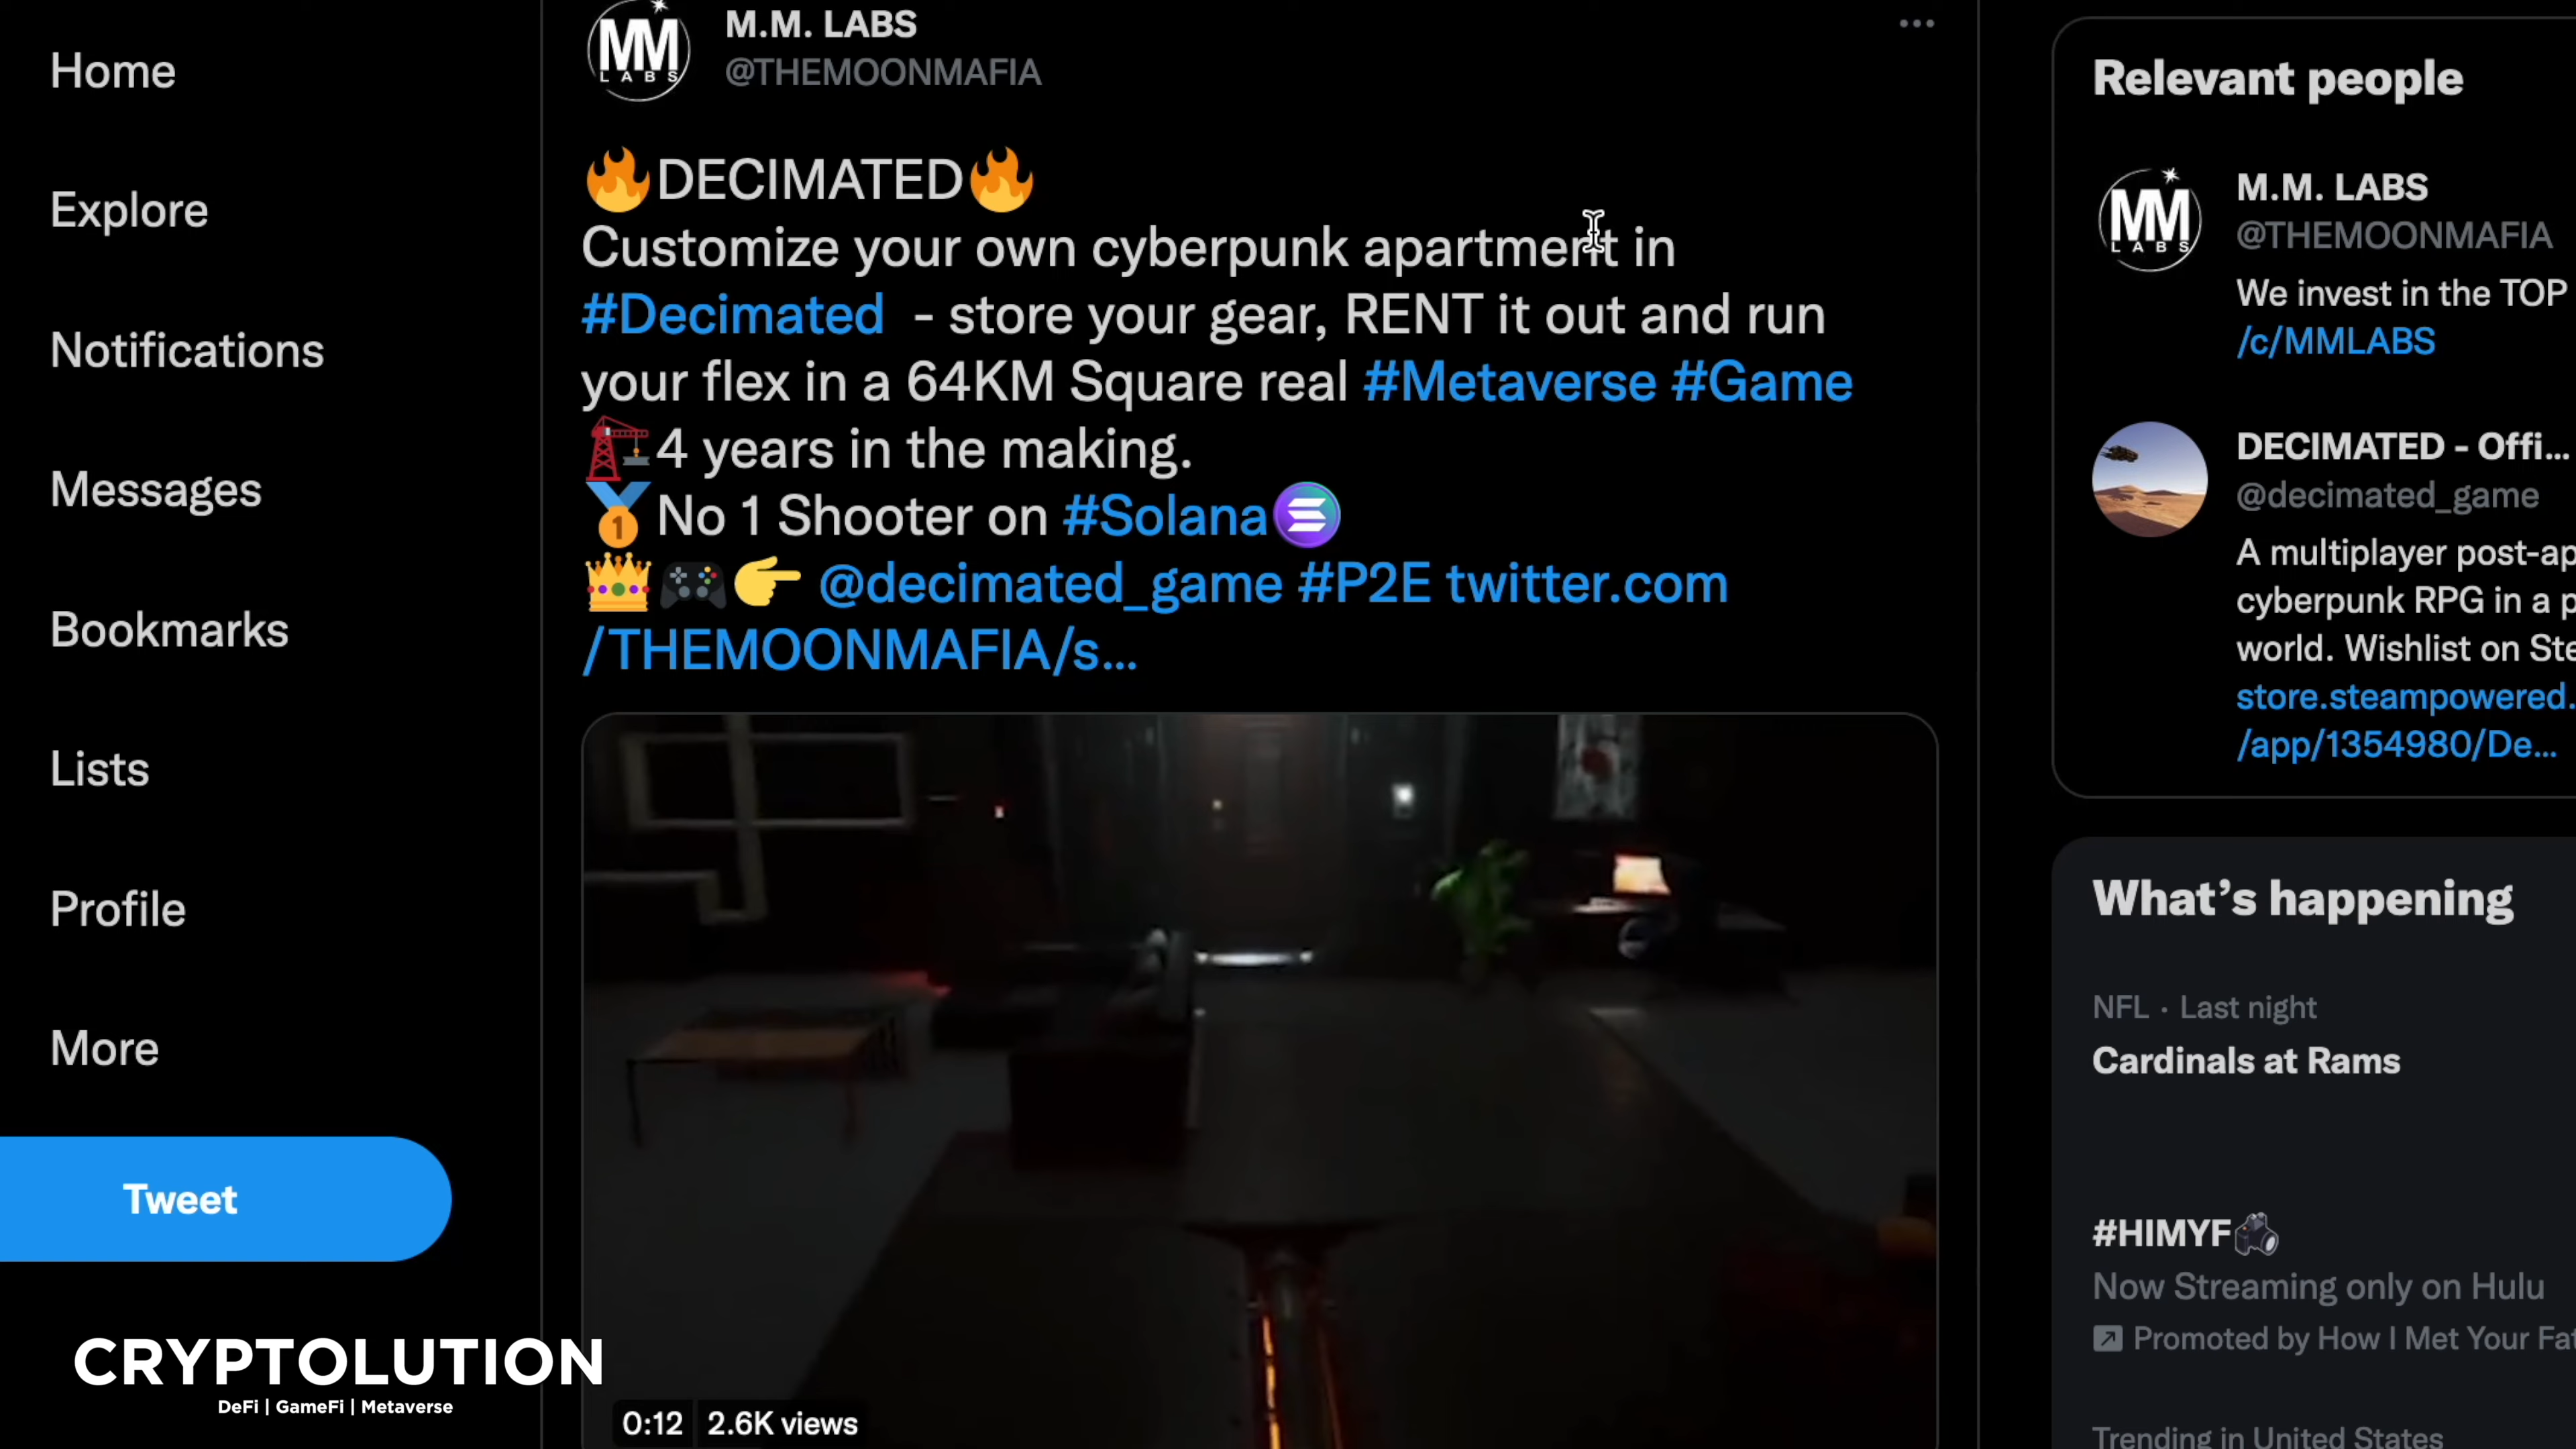 Home
Explore
Notifications
Messages
Bookmarks
Lists
Profile
More
Tweet
CRYPTOLUTION
DeFi | GameFi | Metaverse
MM
LABS
M.M. LABS
@THEMOONMAFIA
🔥DECIMATED🔥
Customize your own cyberpunk apartment in
#Decimated - store your gear, RENT it out and run
your flex in a 64KM Square real #Metaverse #Game
🏗️4 years in the making.
🥇No 1 Shooter on #Solana
👑🎮👉 @decimated_game #P2E twitter.com
/THEMOONMAFIA/s…
0:12 2.6K views
Relevant people
MM
LABS
M.M. LABS
@THEMOONMAFIA
We invest in the TOP
/c/MMLABS
DECIMATED - Offi…
@decimated_game
A multiplayer post-ap
cyberpunk RPG in a p
world. Wishlist on Ste
store.steampowered.
/app/1354980/De…
What’s happening
NFL · Last night
Cardinals at Rams
#HIMYF
Now Streaming only on Hulu
Promoted by How I Met Your Fat
Trending in United States